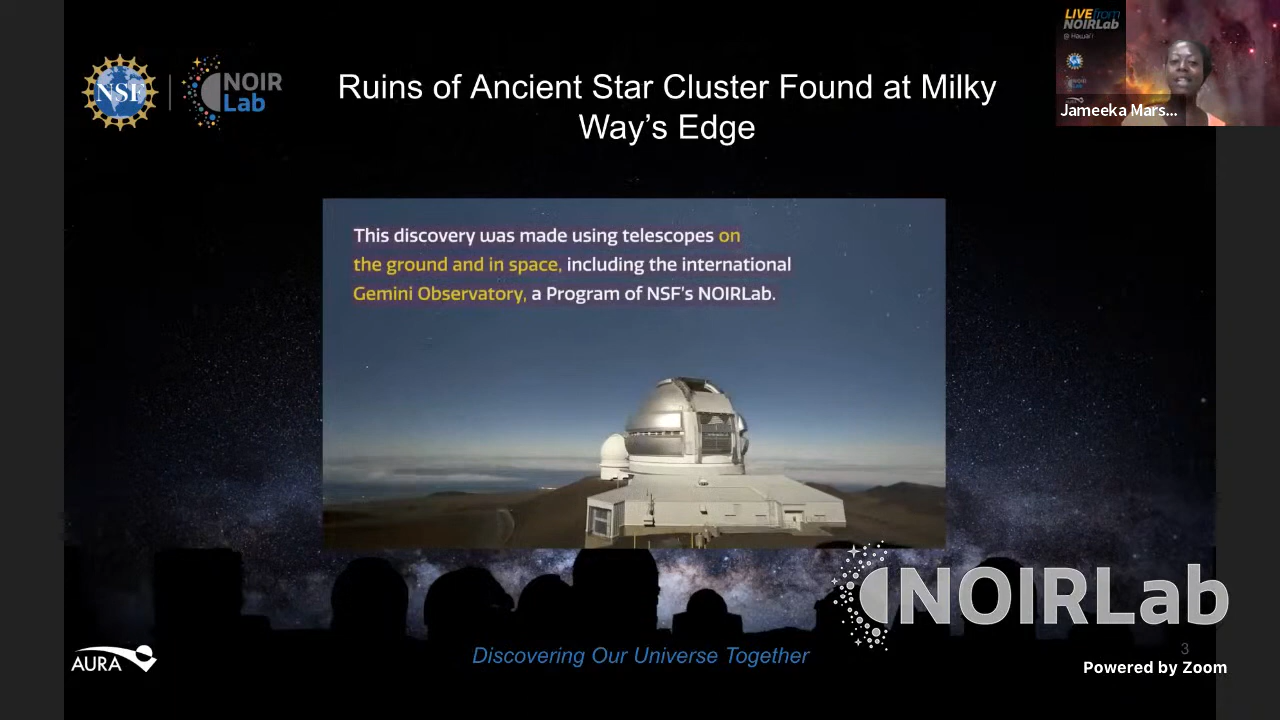 NSF
NOIR
Lab
Ruins of Ancient Star Cluster Found at Milky
Way’s Edge
LIVE from
NOIRLab
@ Hawai'i
Jameeka Mars...
This discovery was made using telescopes on
the ground and in space, including the international
Gemini Observatory, a Program of NSF's NOIRLab.
NOIRLab
AURA
Discovering Our Universe Together
3
Powered by Zoom